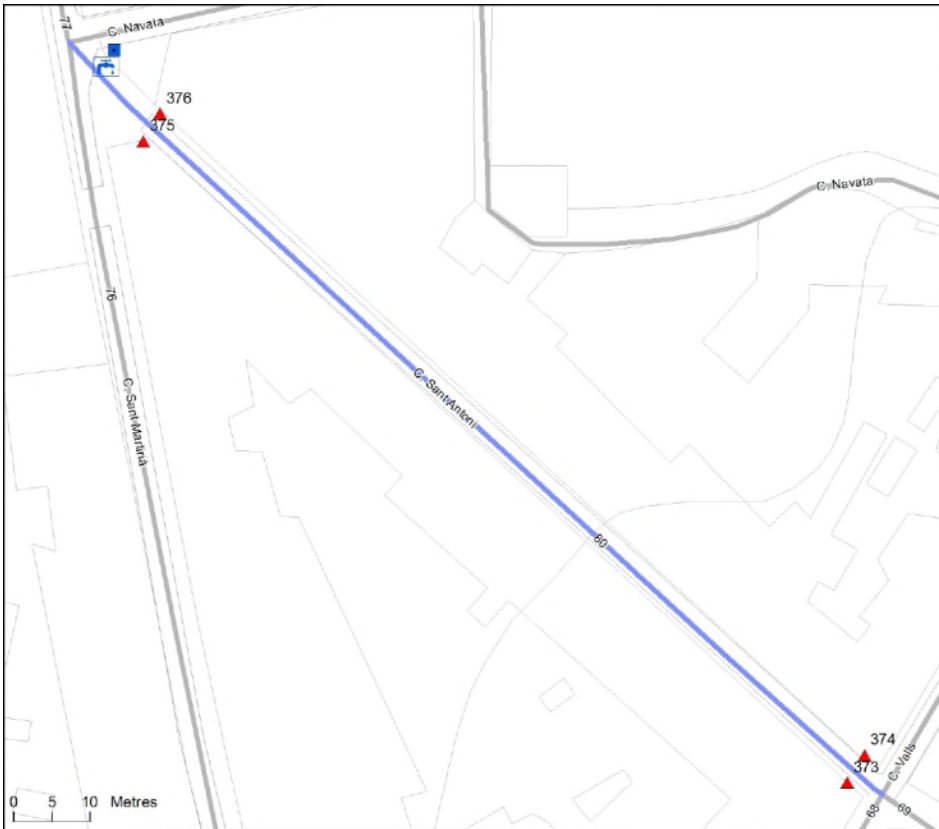 77
C. Navata
376
375
C. Navata
76
C. Sant Martirià
C. Sant Antoni
60
374
373
C. Valls
68
69
0 5 10 Metres